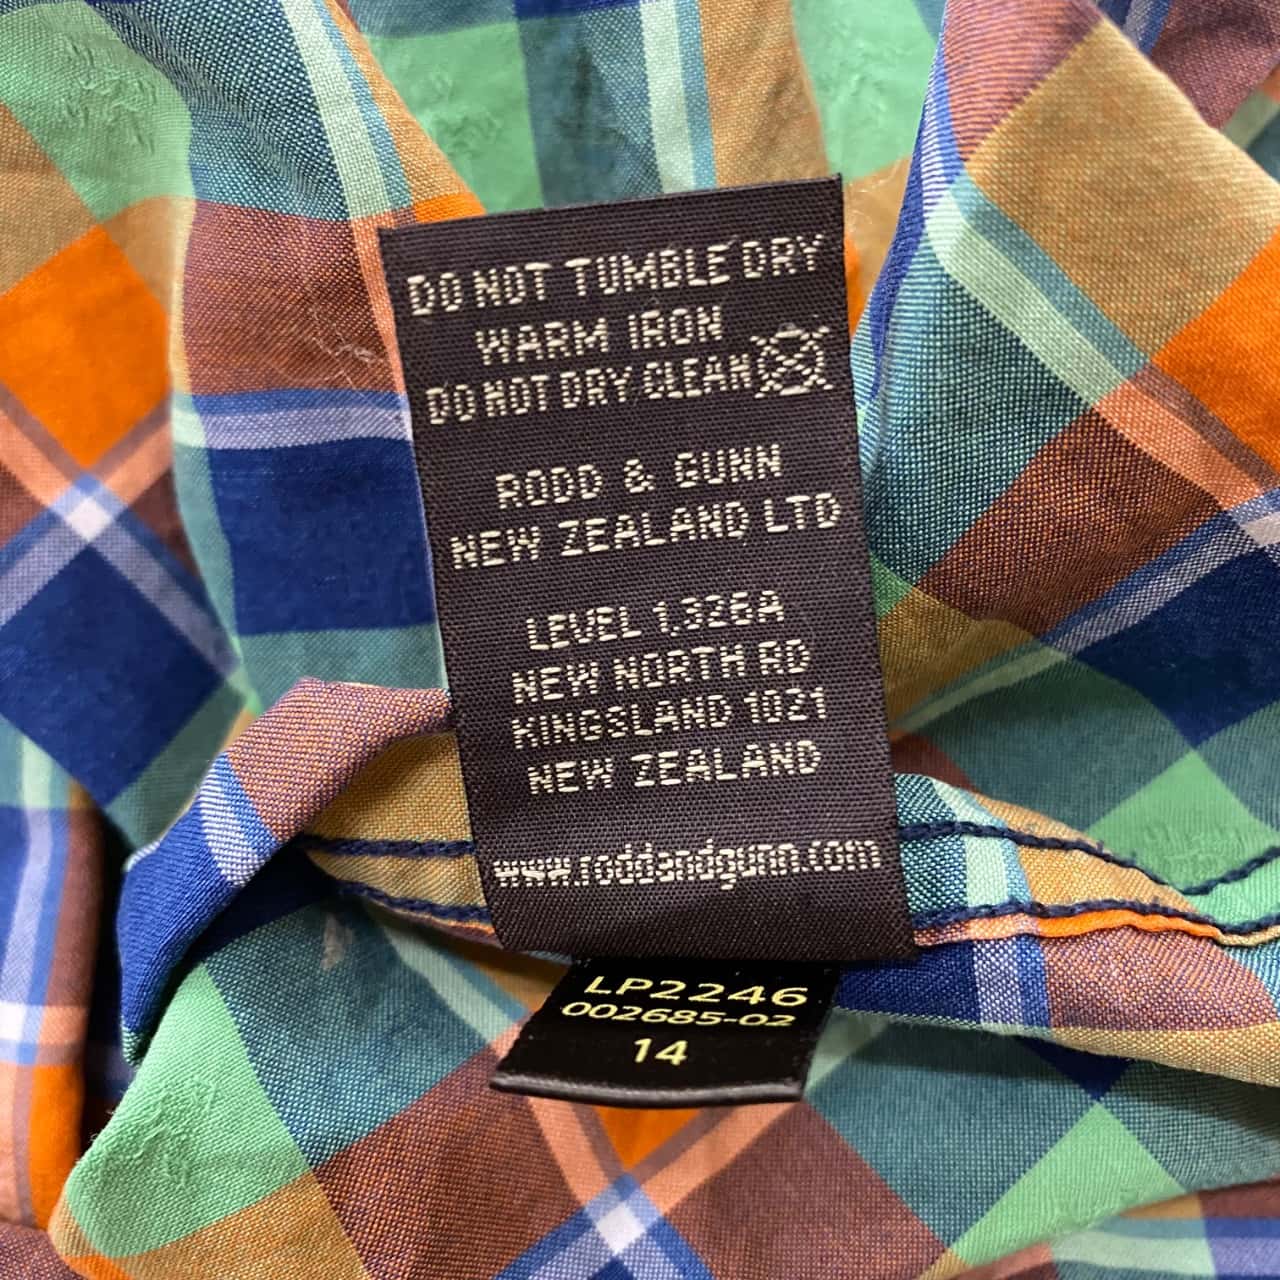 DO NOT TUMBLE DRY
WARM IRON
DO NOT DRY CLEAN
RODD & GUNN
NEW ZEALAND LTD
LEVEL 1,326A
NEW NORTH RD
KINGSLAND 1021
NEW ZEALAND
www.roddandgunn.com
LP2246
002685-02
14